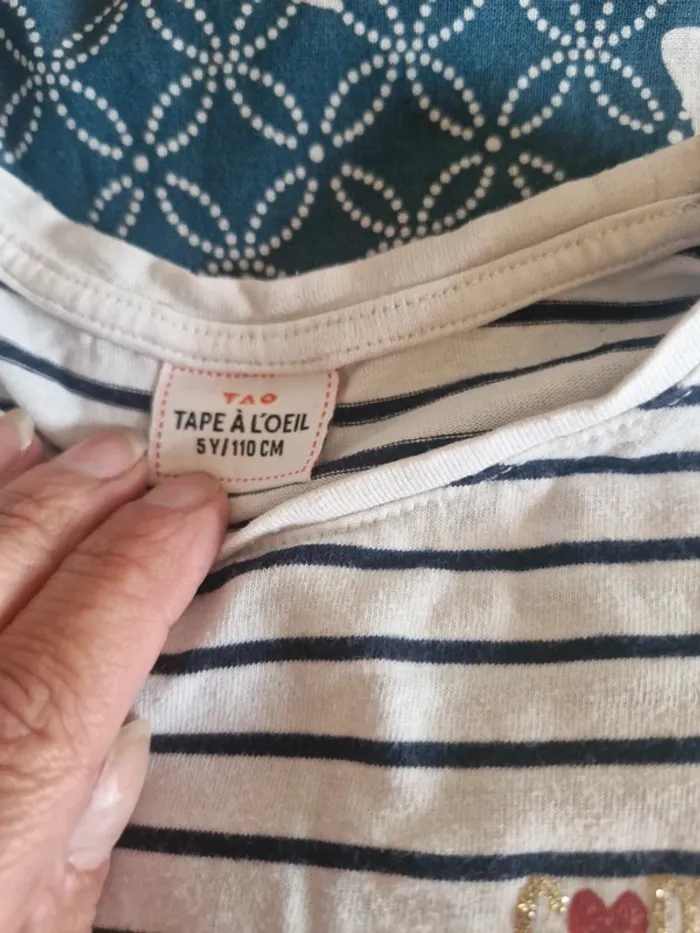 TAO
TAPE À L'OEIL
5 Y / 110 CM